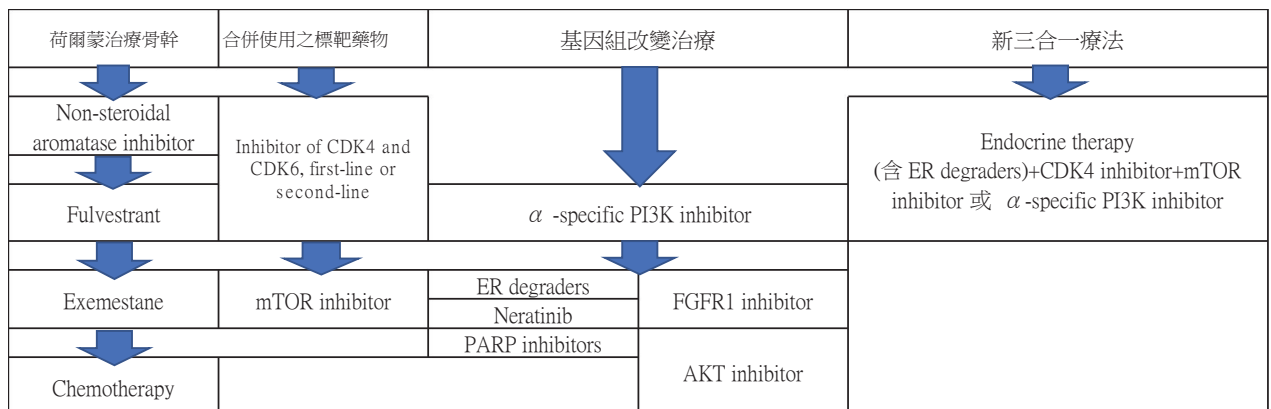 荷爾蒙治療骨幹
合併使用之標靶藥物
基因組改變治療
新三合一療法
Non-steroidal
aromatase inhibitor
Inhibitor of CDK4 and
CDK6, first-line or
second-line
Endocrine therapy
(含 ER degraders)+CDK4 inhibitor+mTOR
inhibitor 或 α-specific PI3K inhibitor
Fulvestrant
α -specific PI3K inhibitor
Exemestane
mTOR inhibitor
ER degraders
Neratinib
FGFR1 inhibitor
PARP inhibitors
AKT inhibitor
Chemotherapy